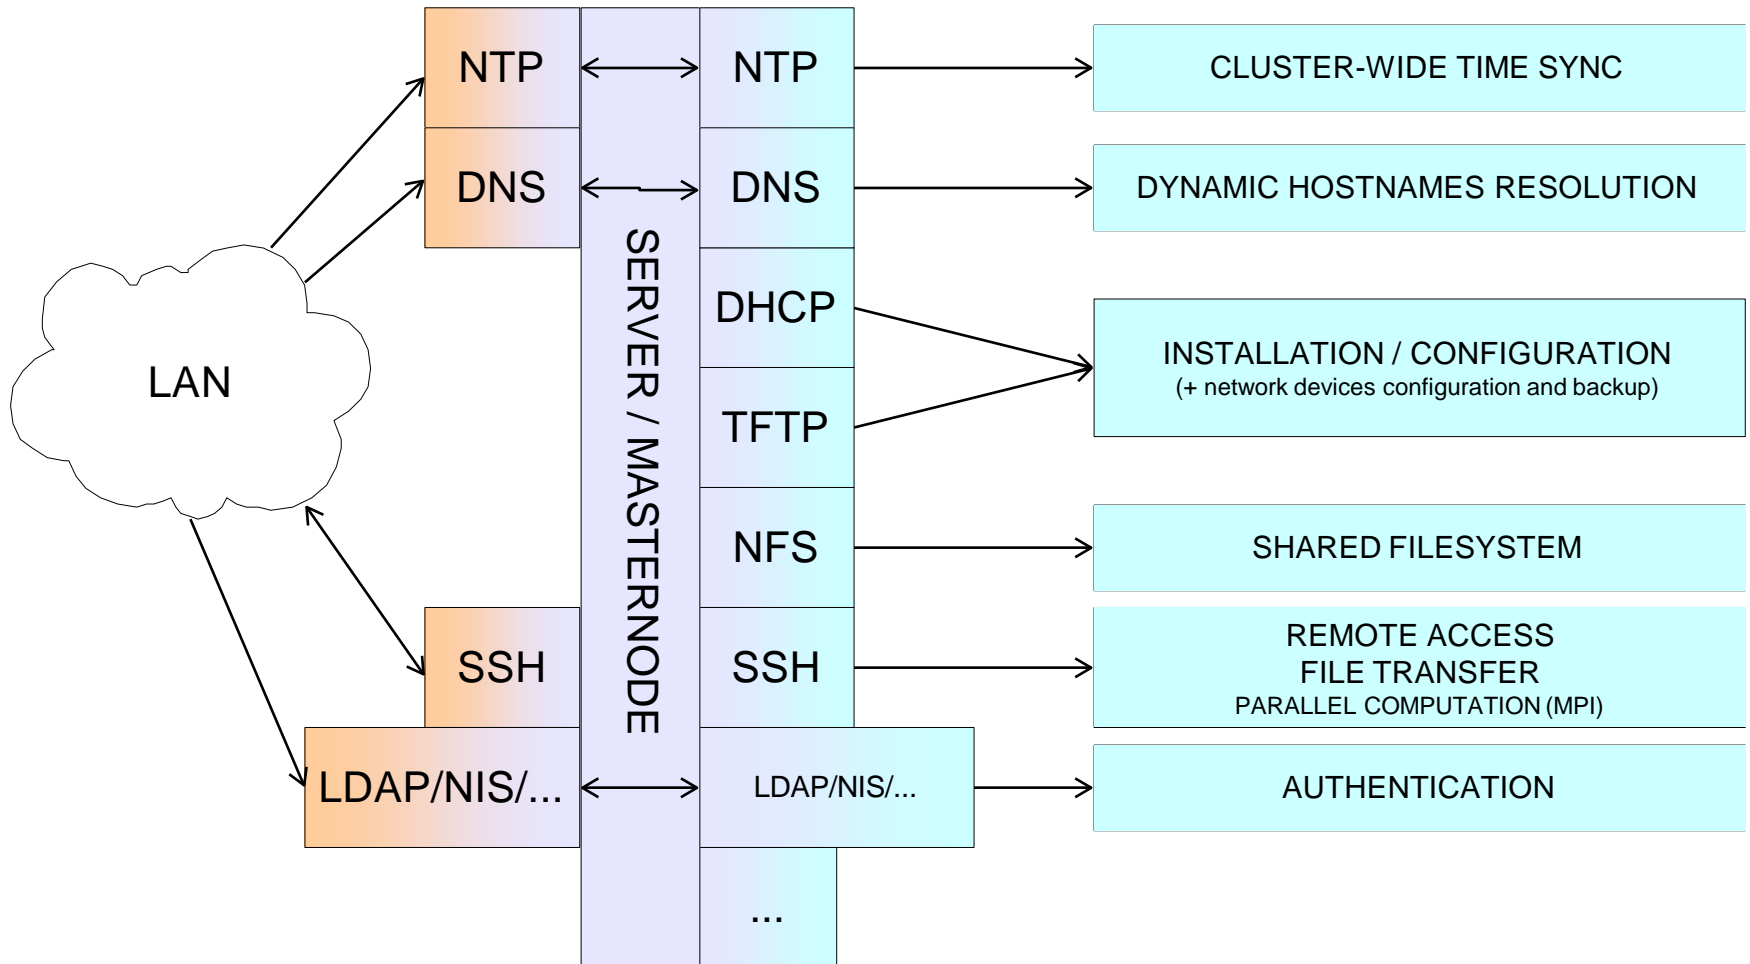 NTP
NTP
CLUSTER-WIDE TIME SYNC
DNS
DNS
DYNAMIC HOSTNAMES RESOLUTION
SERVER / MASTERNODE
DHCP
LAN
INSTALLATION / CONFIGURATION
(+ network devices configuration and backup)
TFTP
NFS
SHARED FILESYSTEM
SSH
SSH
REMOTE ACCESS
FILE TRANSFER
PARALLEL COMPUTATION (MPI)
LDAP/NIS/...
LDAP/NIS/...
AUTHENTICATION
...